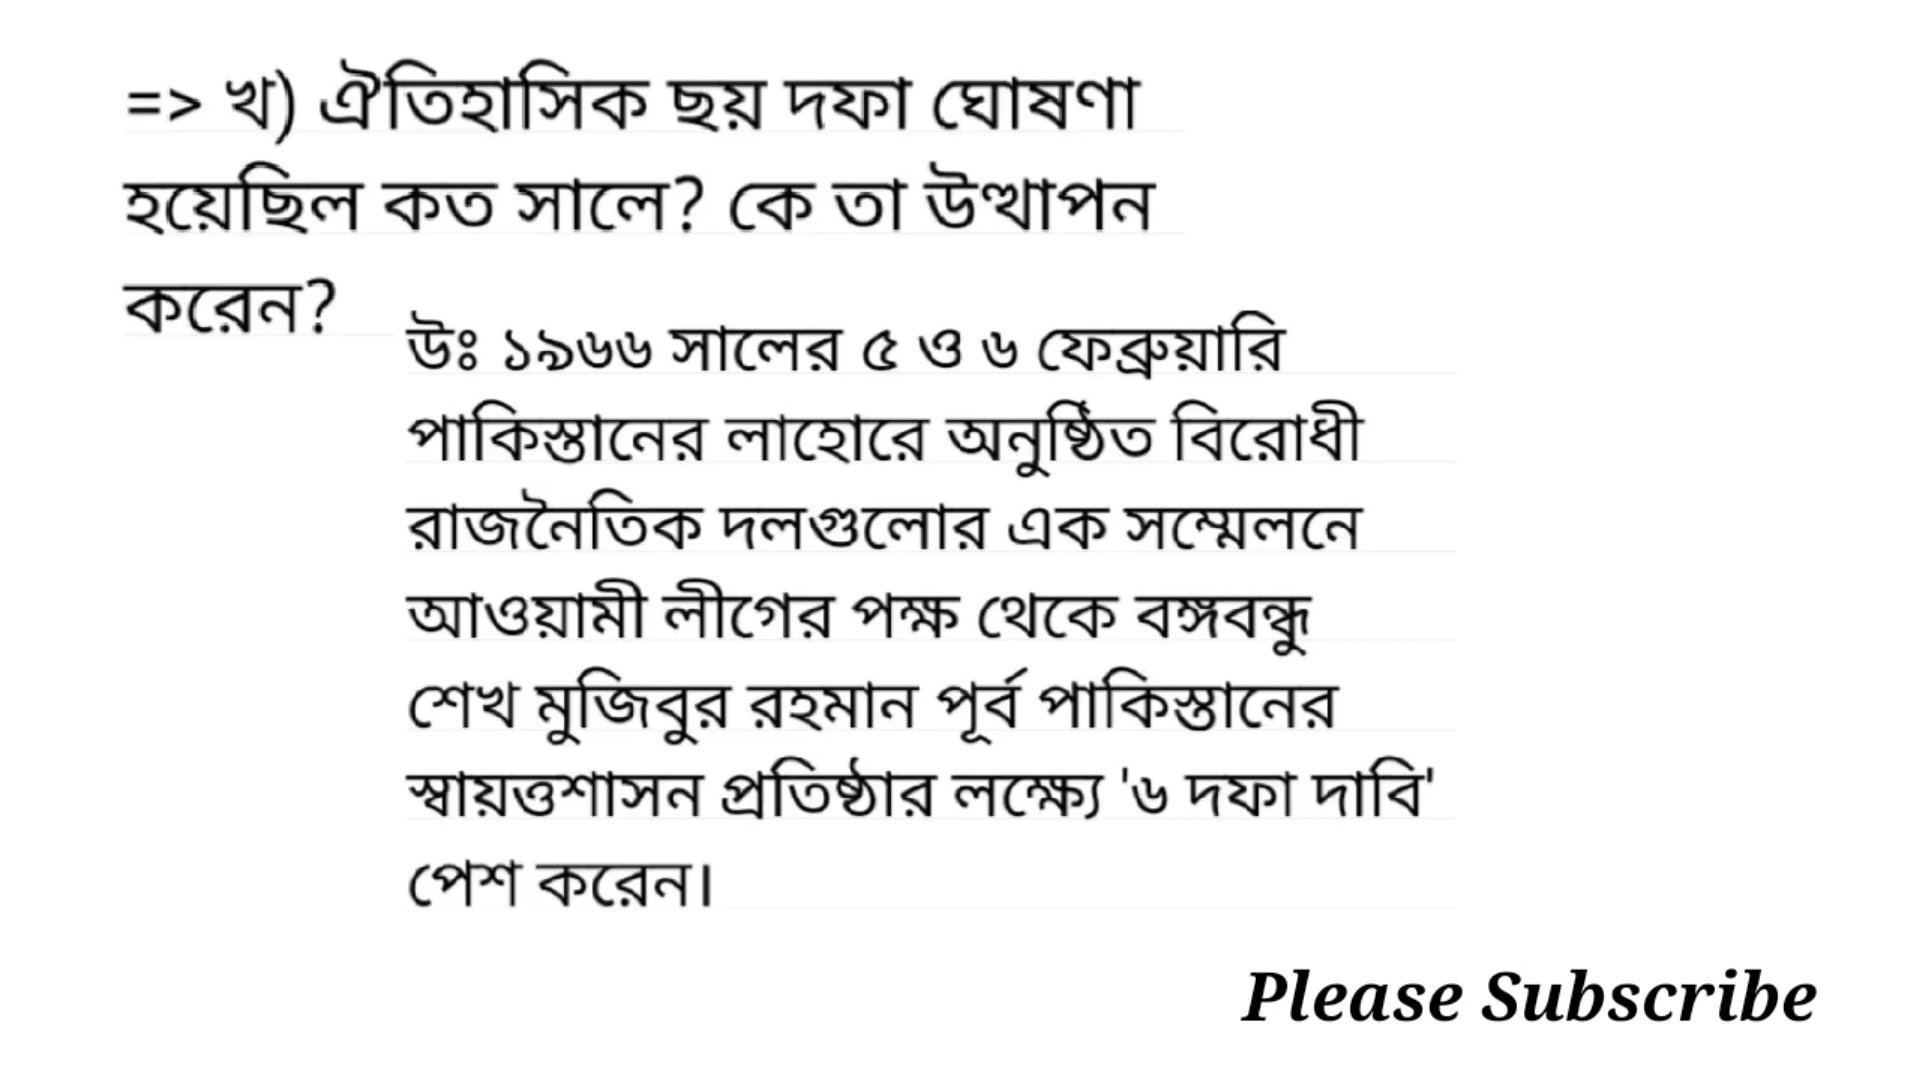 => খ) ঐতিহাসিক ছয় দফা ঘোষণা
হয়েছিল কত সালে? কে তা উত্থাপন
করেন?
উঃ ১৯৬৬ সালের ৫ ও ৬ ফেব্রুয়ারি
পাকিস্তানের লাহোরে অনুষ্ঠিত বিরোধী
রাজনৈতিক দলগুলোর এক সম্মেলনে
আওয়ামী লীগের পক্ষ থেকে বঙ্গবন্ধু
শেখ মুজিবুর রহমান পূর্ব পাকিস্তানের
স্বায়ত্তশাসন প্রতিষ্ঠার লক্ষ্যে '৬ দফা দাবি'
পেশ করেন।
Please Subscribe